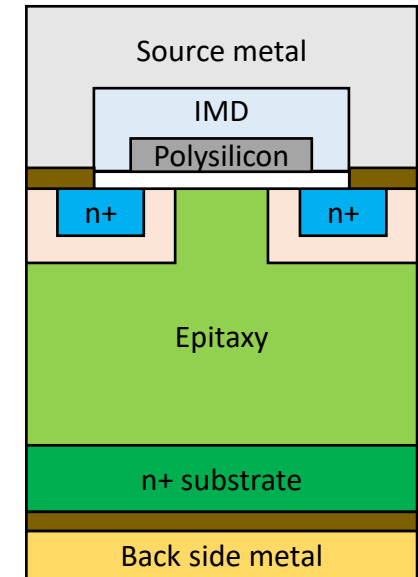 Source metal
IMD
Polysilicon
n+ n+
Epitaxy
n+ substrate
Back side metal